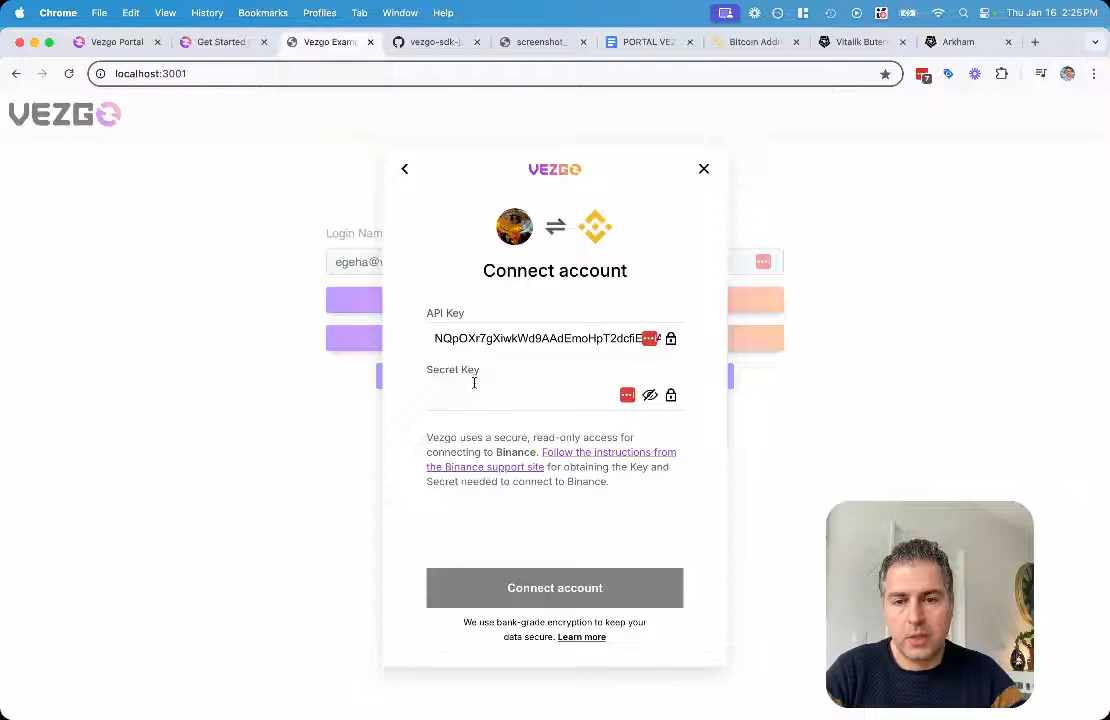 Chrome File Edit View History Bookmarks Profiles Tab Window Help Thu Jan 16 2:25 PM
Vezgo Portal Get Started Vezgo Exam vezgo-sdk-j screenshot_ PORTAL VEZ Bitcoin Addr Vitalik Buter Arkham
localhost:3001
7
VEZGO
VEZGO
Login Nam
egeha@v
Connect account
API Key
Secret Key
Vezgo uses a secure, read-only access for
connecting to Binance. Follow the instructions from
the Binance support site for obtaining the Key and
Secret needed to connect to Binance.
Connect account
We use bank-grade encryption to keep your
data secure. Learn more